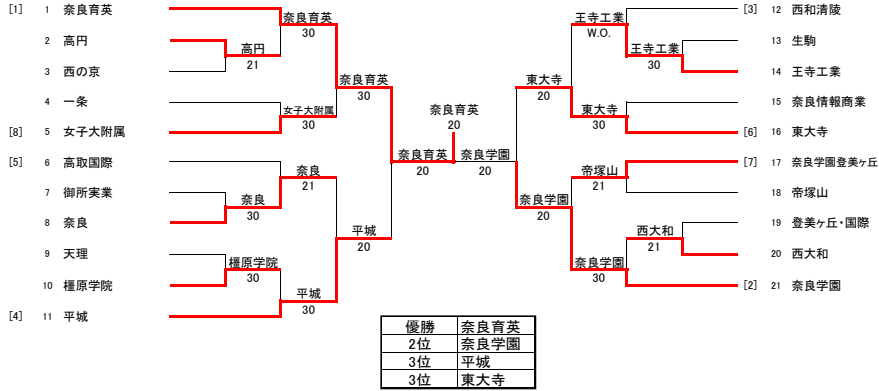 [1] 1 奈良育英
2 高円
3 西の京
4 一条
[8] 5 女子大附属
[5] 6 高取国際
7 御所実業
8 奈良
9 天理
10 橿原学院
[4] 11 平城
高円
21
奈良
30
橿原学院
30
奈良育英
30
女子大附属
30
奈良
21
平城
30
奈良育英
30
平城
20
奈良育英
20
奈良育英
20
奈良学園
20
東大寺
20
奈良学園
20
王寺工業
W.O.
東大寺
30
帝塚山
21
奈良学園
30
王寺工業
30
西大和
21
[3] 12 西和清陵
13 生駒
14 王寺工業
15 奈良情報商業
[6] 16 東大寺
[7] 17 奈良学園登美ヶ丘
18 帝塚山
19 登美ヶ丘・国際
20 西大和
[2] 21 奈良学園
優勝 奈良育英
2位 奈良学園
3位 平城
3位 東大寺